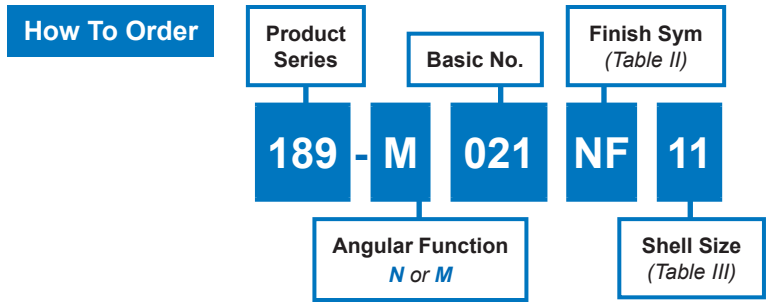 How To Order
Product
Series
Basic No.
Finish Sym
(Table II)
189 - M 021 NF 11
Angular Function
N or M
Shell Size
(Table III)